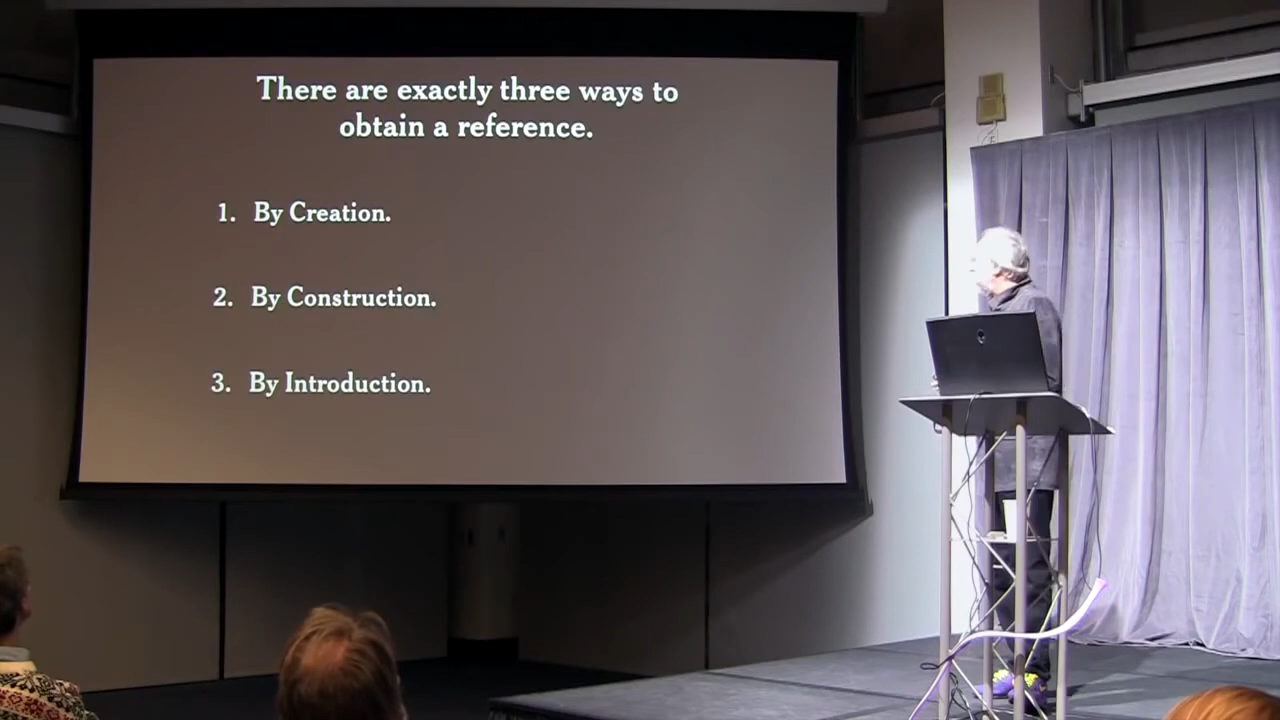 There are exactly three ways to
obtain a reference.
1. By Creation.
2. By Construction.
3. By Introduction.